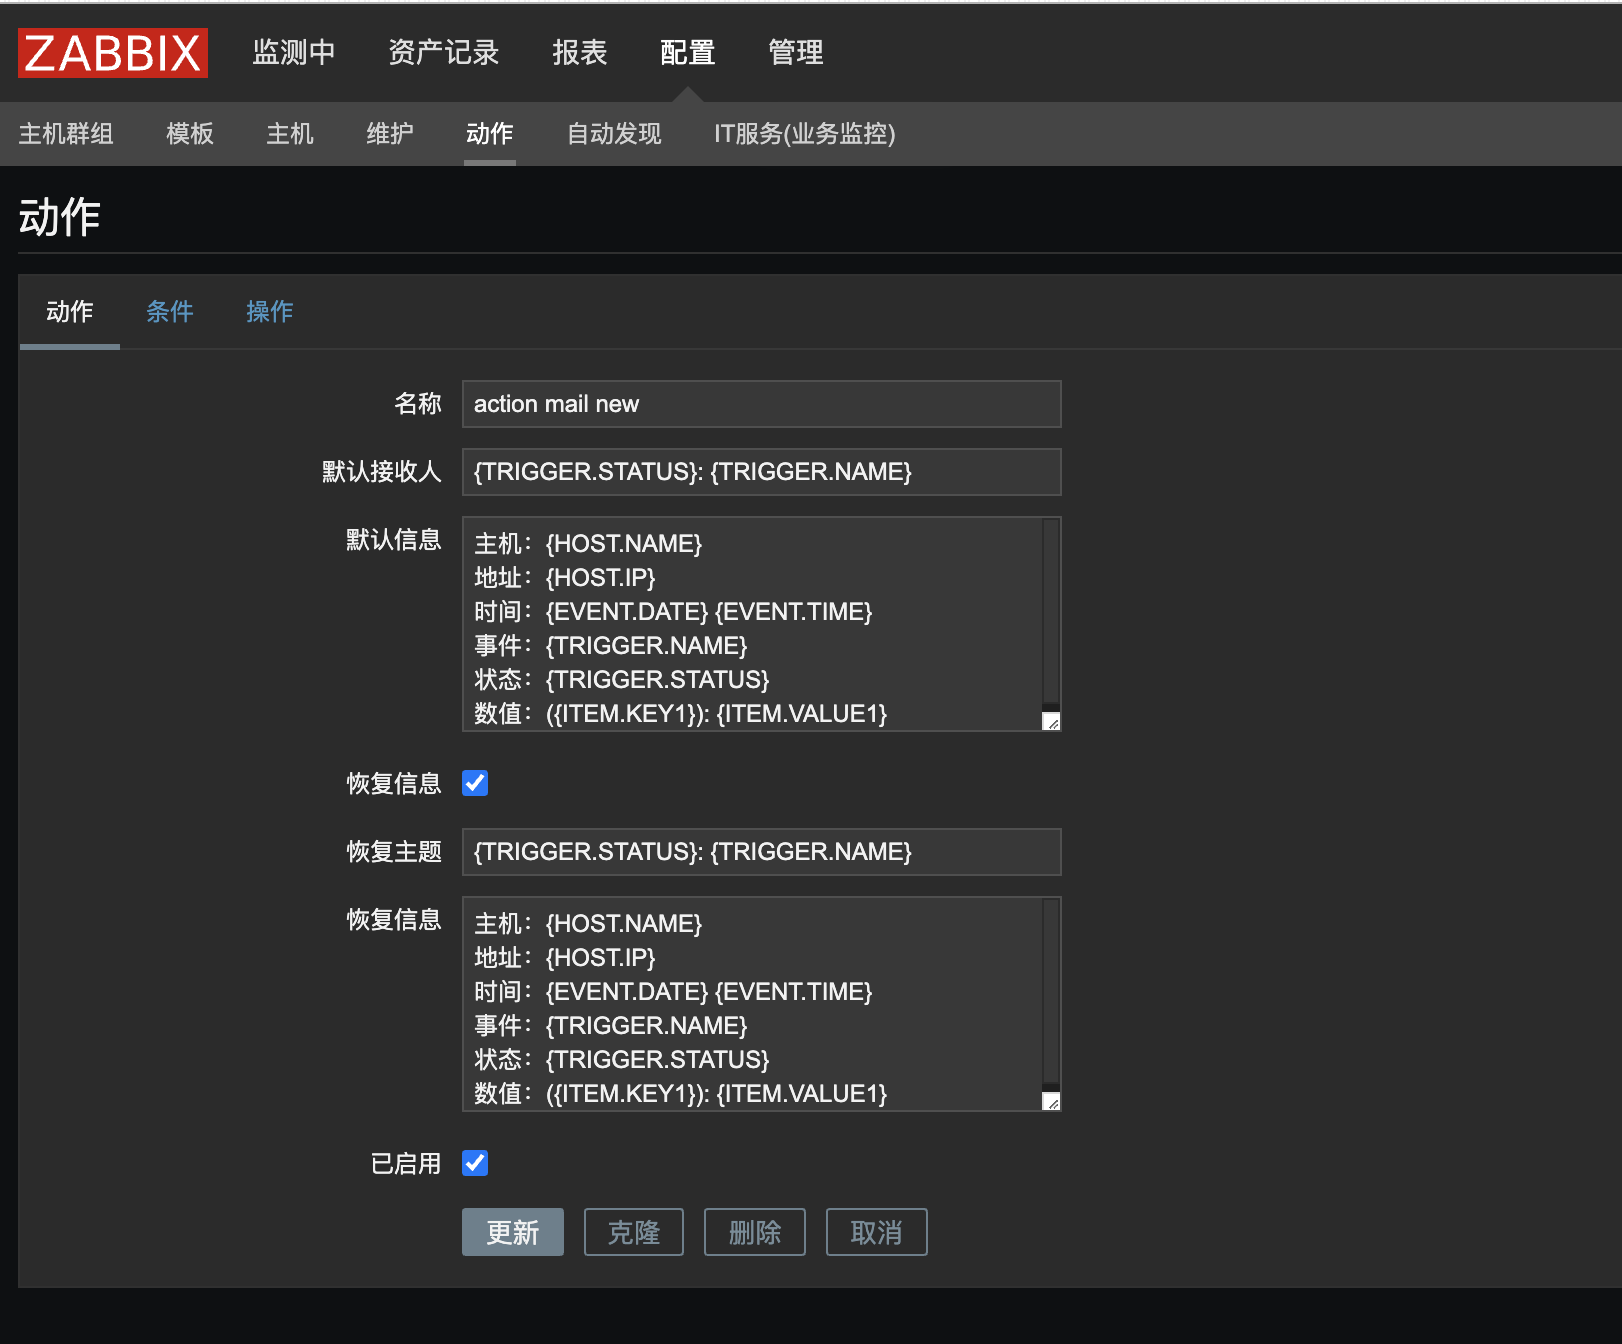 ZABBIX 监测中 资产记录 报表 配置 管理
主机群组 模板 主机 维护 动作 自动发现 IT服务(业务监控)
动作
动作 条件 操作
名称 action mail new
默认接收人 {TRIGGER.STATUS}: {TRIGGER.NAME}
默认信息 主机：{HOST.NAME}
地址：{HOST.IP}
时间：{EVENT.DATE} {EVENT.TIME}
事件：{TRIGGER.NAME}
状态：{TRIGGER.STATUS}
数值：({ITEM.KEY1}): {ITEM.VALUE1}
恢复信息
恢复主题 {TRIGGER.STATUS}: {TRIGGER.NAME}
恢复信息 主机：{HOST.NAME}
地址：{HOST.IP}
时间：{EVENT.DATE} {EVENT.TIME}
事件：{TRIGGER.NAME}
状态：{TRIGGER.STATUS}
数值：({ITEM.KEY1}): {ITEM.VALUE1}
已启用
更新 克隆 删除 取消